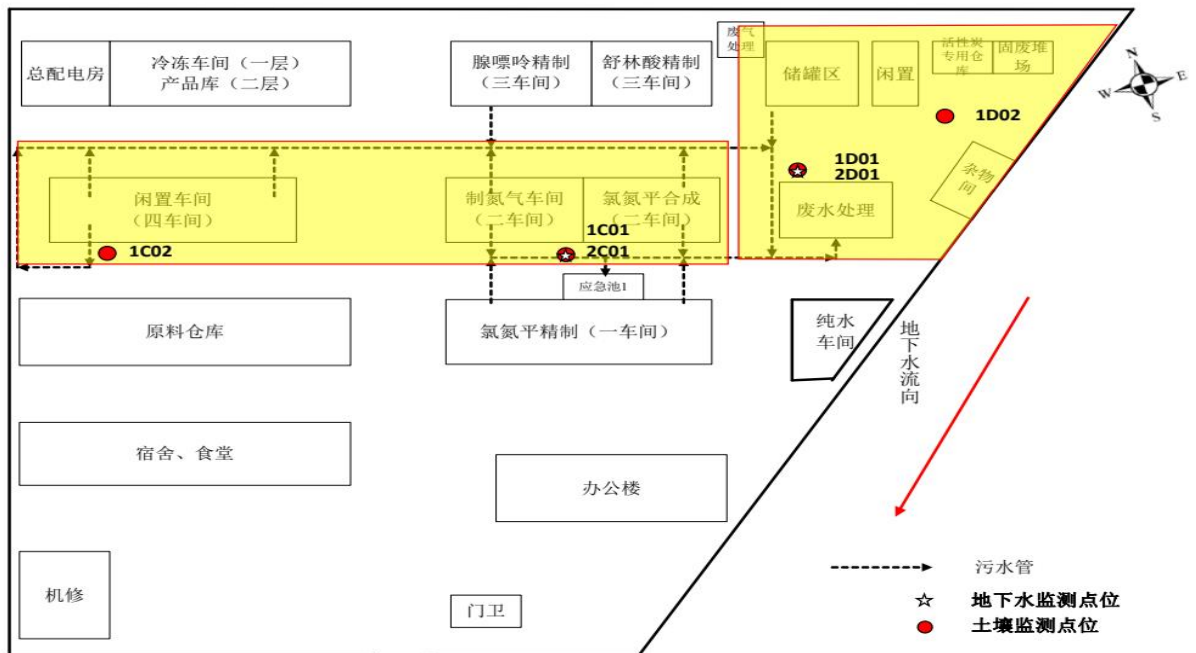 总配电房
冷冻车间（一层）
产品库（二层）
腺嘌呤精制
（三车间）
舒林酸精制
（三车间）
废气
处理
储罐区
闲置
活性炭
专用仓
库
固废堆
场
N
W
E
S
1D02
1D01
2D01
杂物
间
闲置车间
（四车间）
制氮气车间
（二车间）
氯氮平合成
（二车间）
废水处理
1C02
1C01
2C01
应急池1
原料仓库
氯氮平精制（一车间）
纯水
车间
地下水流向
宿舍、食堂
办公楼
机修
门卫
污水管
地下水监测点位
土壤监测点位